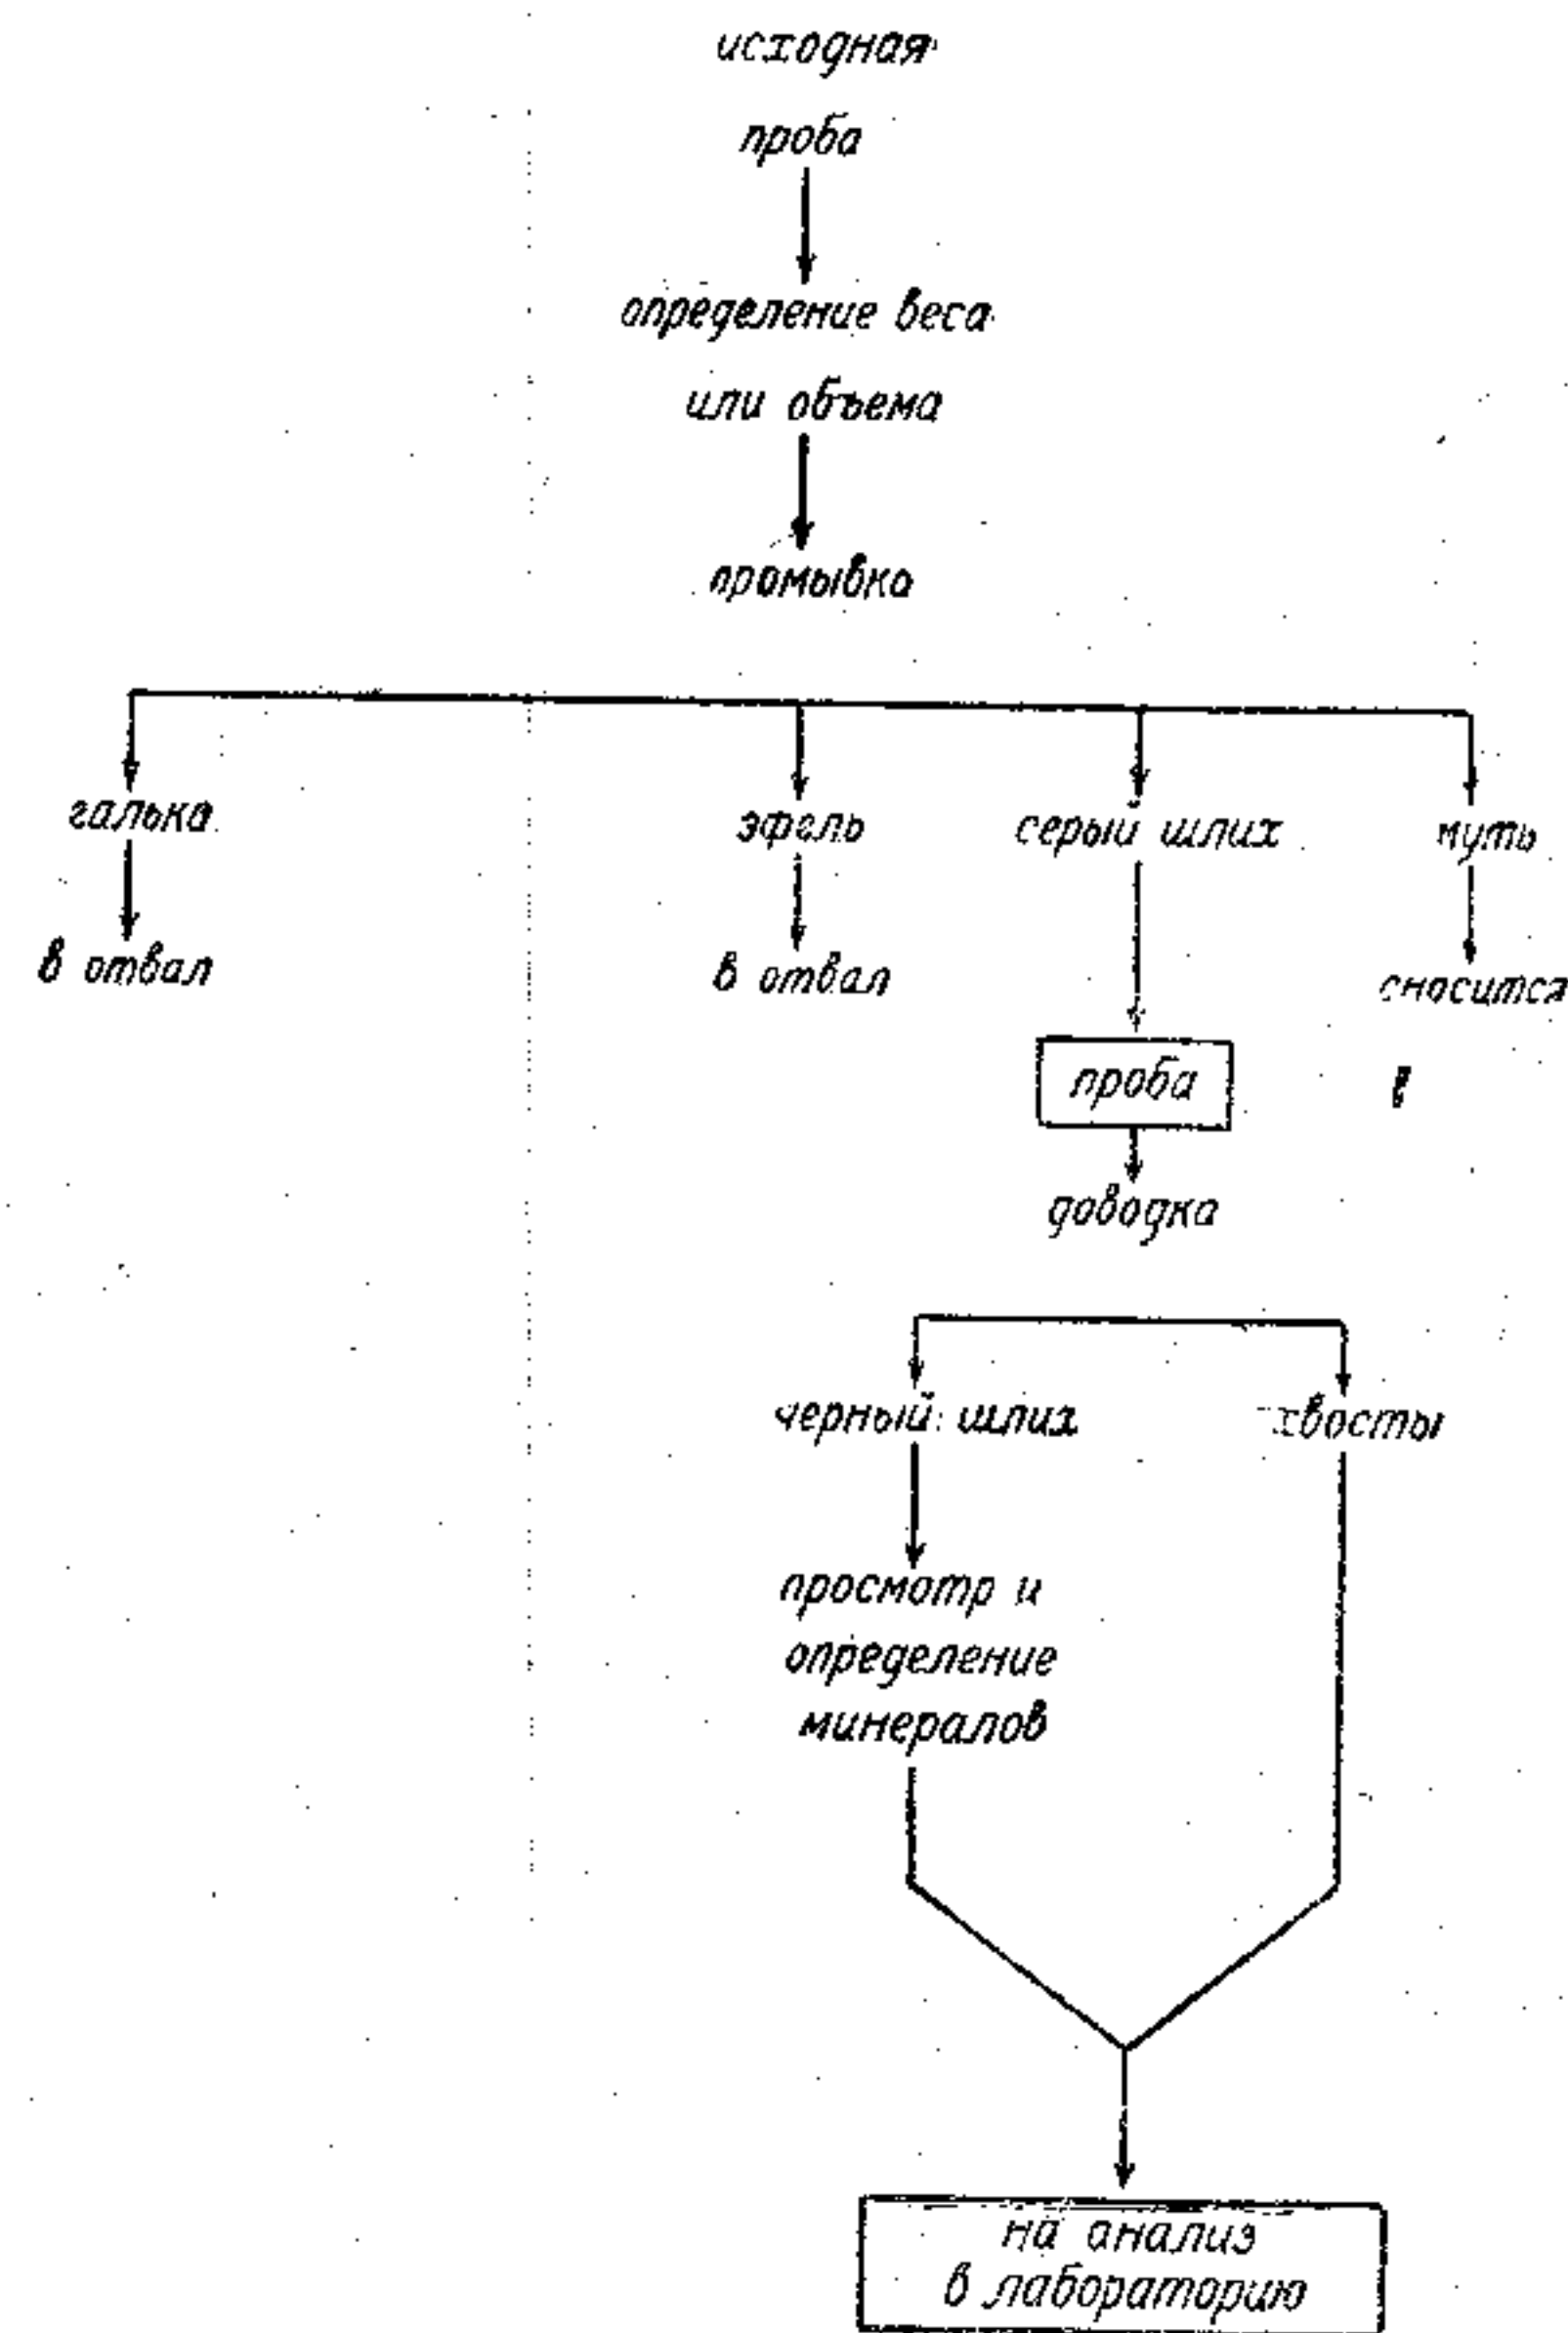 исходная
проба
определение веса
или объема
промывка
галька
эфель
серый шлих
муть
в отвал
в отвал
сносится
проба
в
доводка
черный шлих
хвосты
просмотр и
определение
минералов
на анализ
в лабораторию